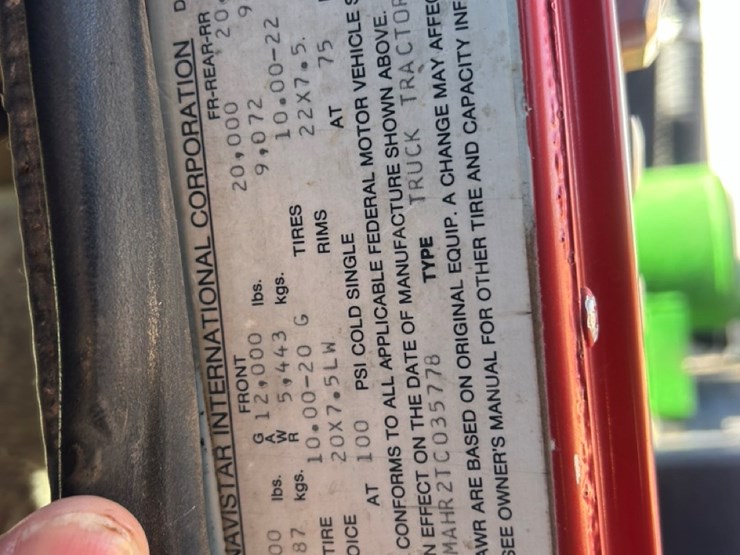 NAVISTAR INTERNATIONAL CORPORATION D
FRONT FR-REAR-RR
00 lbs. GAWR 12,000 lbs. 20,000 20,
87 kgs. 5,443 kgs. 9,072 9
TIRE 10.00-20 G TIRES 10.00-22
20X7.5LW RIMS 22X7.5.
OICE AT 100 PSI COLD SINGLE AT 75
CONFORMS TO ALL APPLICABLE FEDERAL MOTOR VEHICLE S
N EFFECT ON THE DATE OF MANUFACTURE SHOWN ABOVE.
MAHR2TC035778 TYPE TRUCK TRACTOR
AWR ARE BASED ON ORIGINAL EQUIP. A CHANGE MAY AFFEC
SEE OWNER'S MANUAL FOR OTHER TIRE AND CAPACITY INF